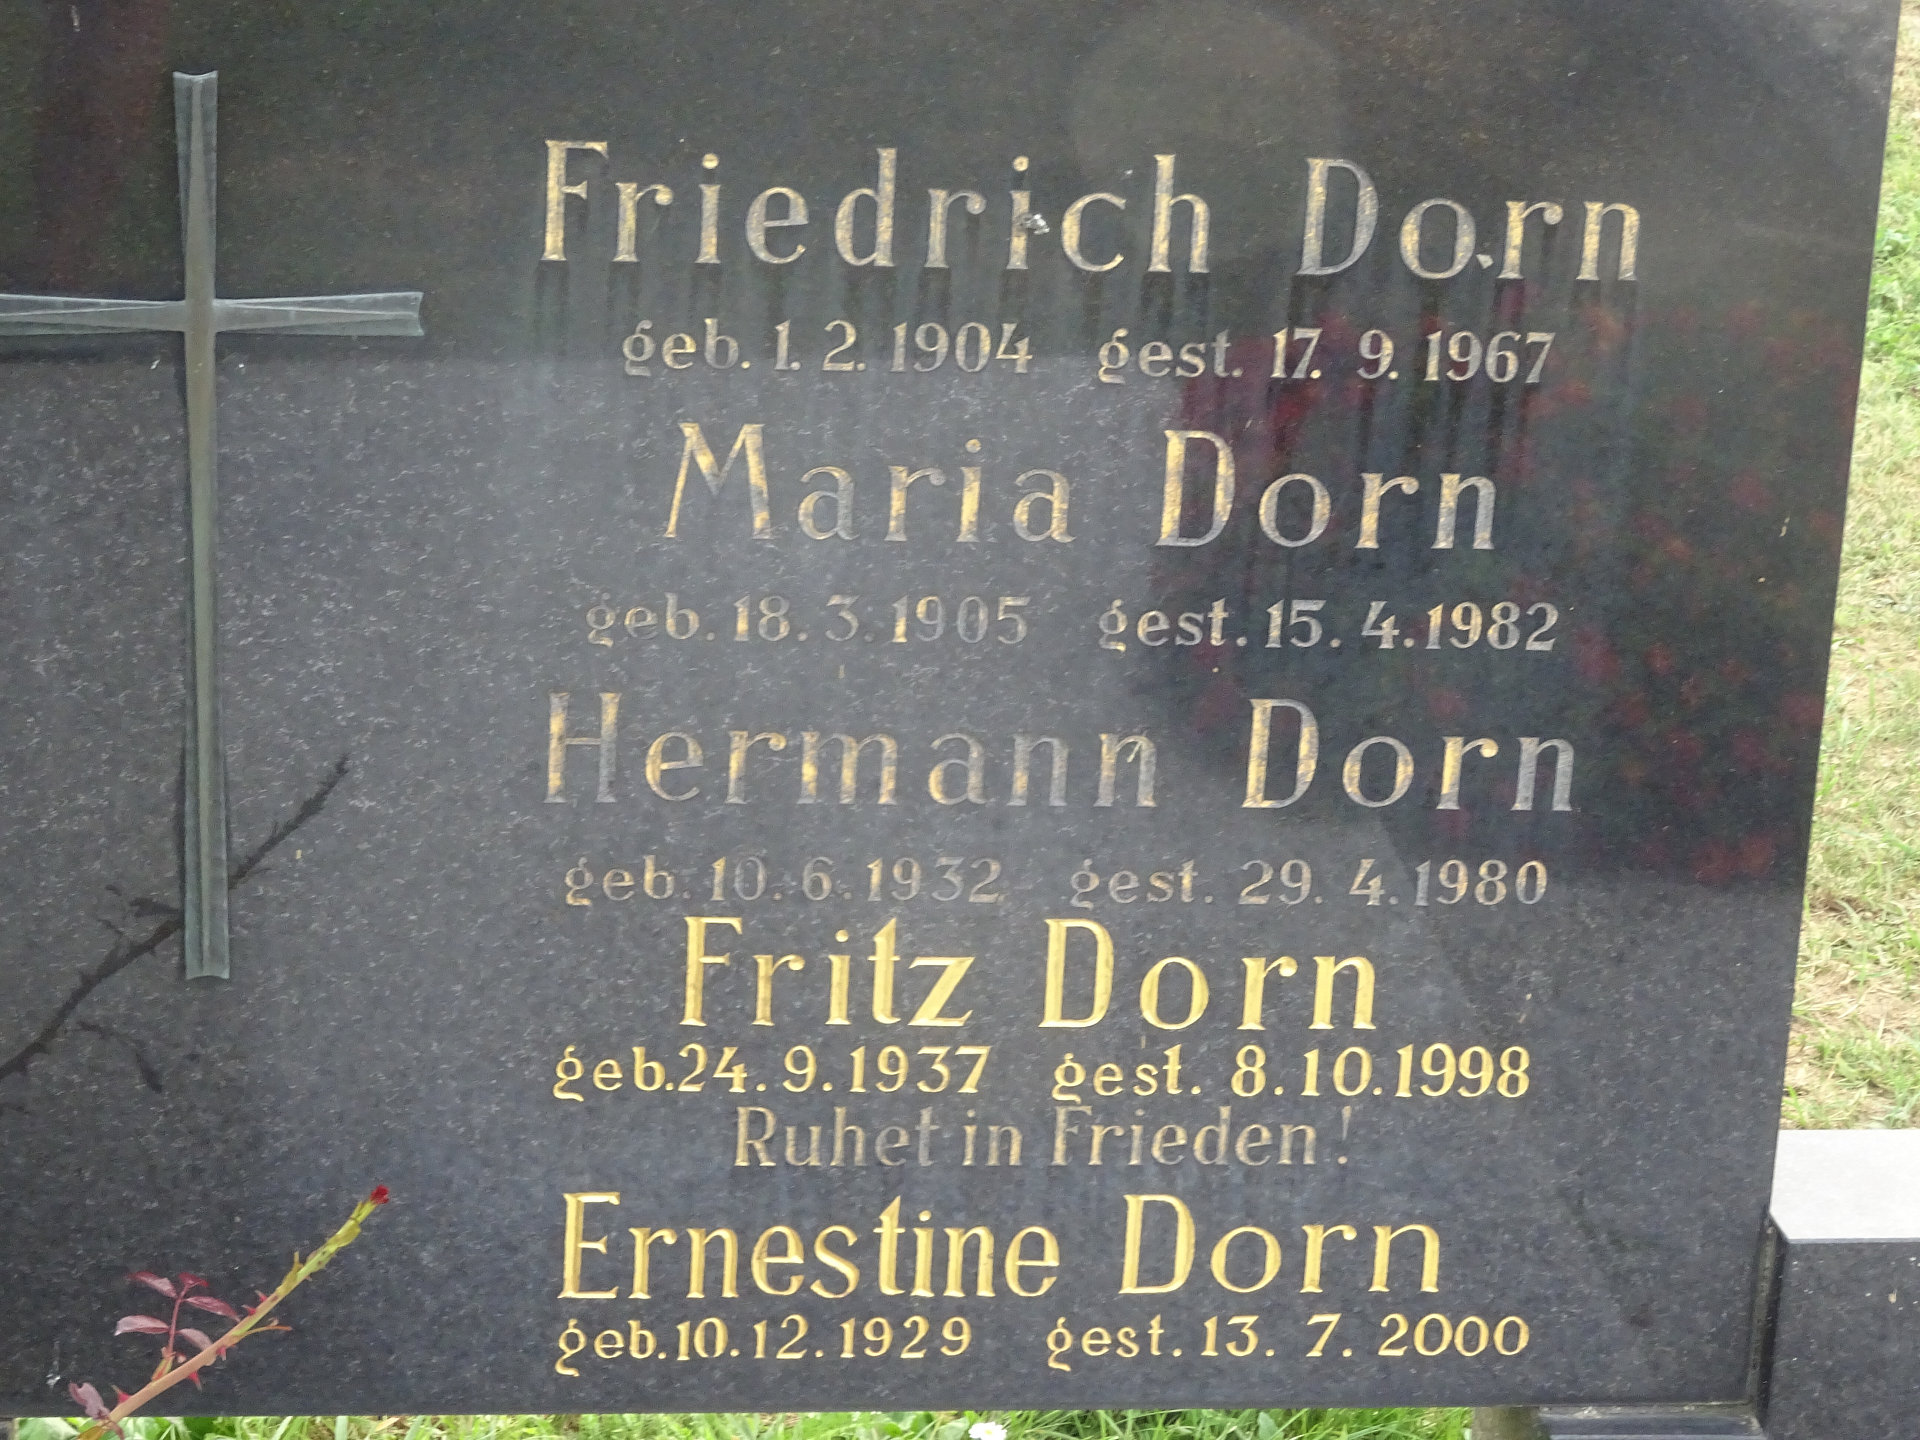 Friedrich Dorn
geb. 1. 2. 1904 gest. 17. 9. 1967
Maria Dorn
geb. 18. 3. 1905 gest. 15. 4. 1982
Hermann Dorn
geb. 10. 6. 1932 gest. 29. 4. 1980
Fritz Dorn
geb. 24. 9. 1937 gest. 8. 10. 1998
Ruhet in Frieden!
Ernestine Dorn
geb. 10. 12. 1929 gest. 13. 7. 2000